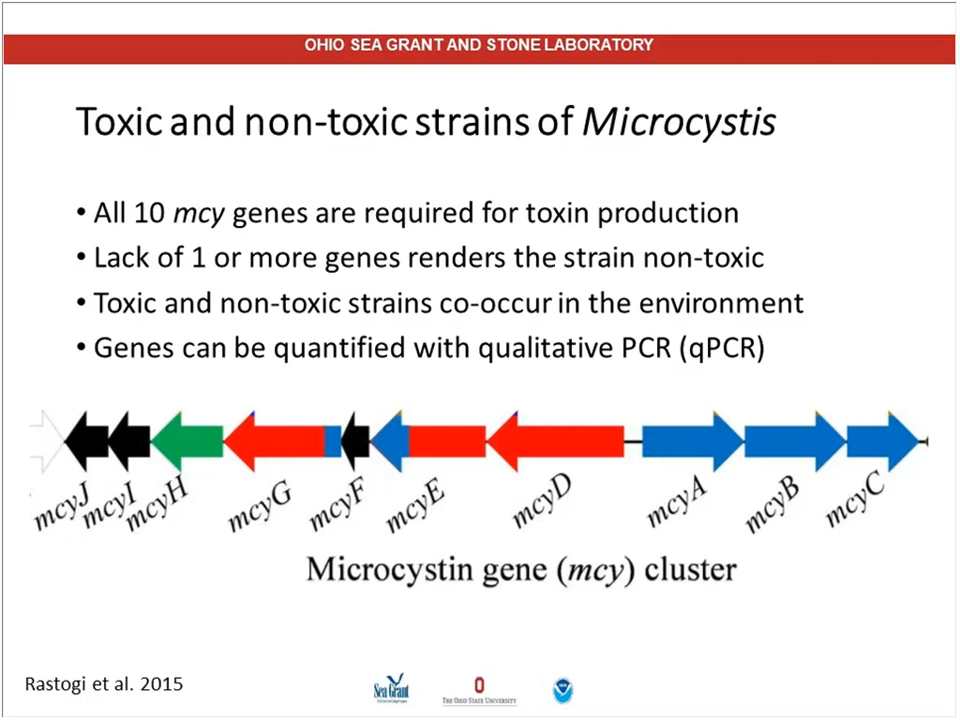 OHIO SEA GRANT AND STONE LABORATORY
Toxic and non-toxic strains of Microcystis
• All 10 mcy genes are required for toxin production
• Lack of 1 or more genes renders the strain non-toxic
• Toxic and non-toxic strains co-occur in the environment
• Genes can be quantified with qualitative PCR (qPCR)
mcyJ mcyI mcyH mcyG mcyF mcyE mcyD mcyA mcyB mcyC
Microcystin gene (mcy) cluster
Rastogi et al. 2015
Sea Grant
THE OHIO STATE UNIVERSITY